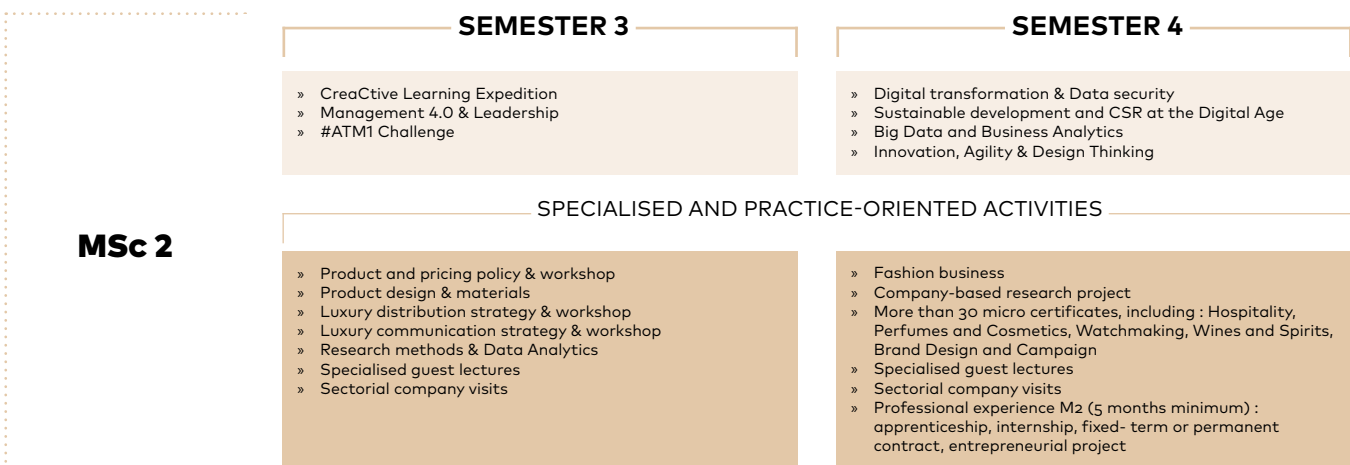 MSc 2
SEMESTER 3
» CreaCtive Learning Expedition
» Management 4.0 & Leadership
» #ATM1 Challenge
SEMESTER 4
» Digital transformation & Data security
» Sustainable development and CSR at the Digital Age
» Big Data and Business Analytics
» Innovation, Agility & Design Thinking
SPECIALISED AND PRACTICE-ORIENTED ACTIVITIES
» Product and pricing policy & workshop
» Product design & materials
» Luxury distribution strategy & workshop
» Luxury communication strategy & workshop
» Research methods & Data Analytics
» Specialised guest lectures
» Sectorial company visits
» Fashion business
» Company-based research project
» More than 30 micro certificates, including : Hospitality,
Perfumes and Cosmetics, Watchmaking, Wines and Spirits,
Brand Design and Campaign
» Specialised guest lectures
» Sectorial company visits
» Professional experience M2 (5 months minimum) :
apprenticeship, internship, fixed- term or permanent
contract, entrepreneurial project